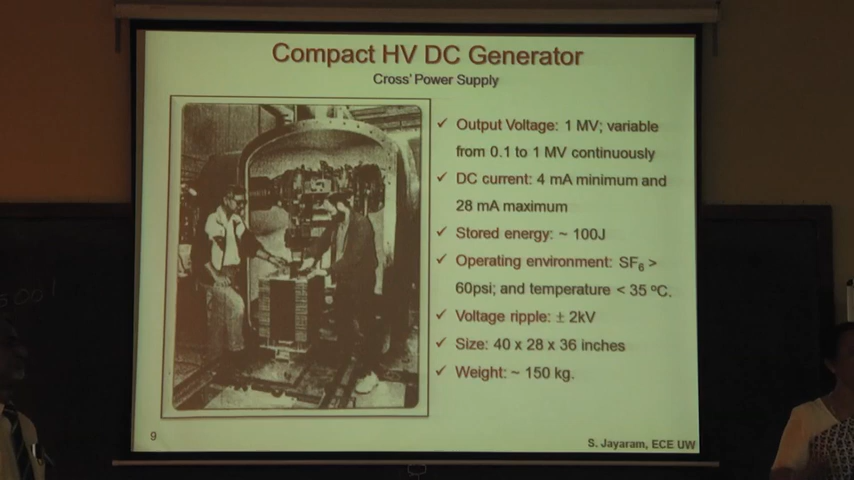 Compact HV DC Generator
Cross' Power Supply
✓ Output Voltage: 1 MV; variable
from 0.1 to 1 MV continuously
✓ DC current: 4 mA minimum and
28 mA maximum
✓ Stored energy: ~ 100J
✓ Operating environment: SF6 >
60psi; and temperature < 35 ºC.
✓ Voltage ripple: ± 2kV
✓ Size: 40 x 28 x 36 inches
✓ Weight: ~ 150 kg.
9
S. Jayaram, ECE UW